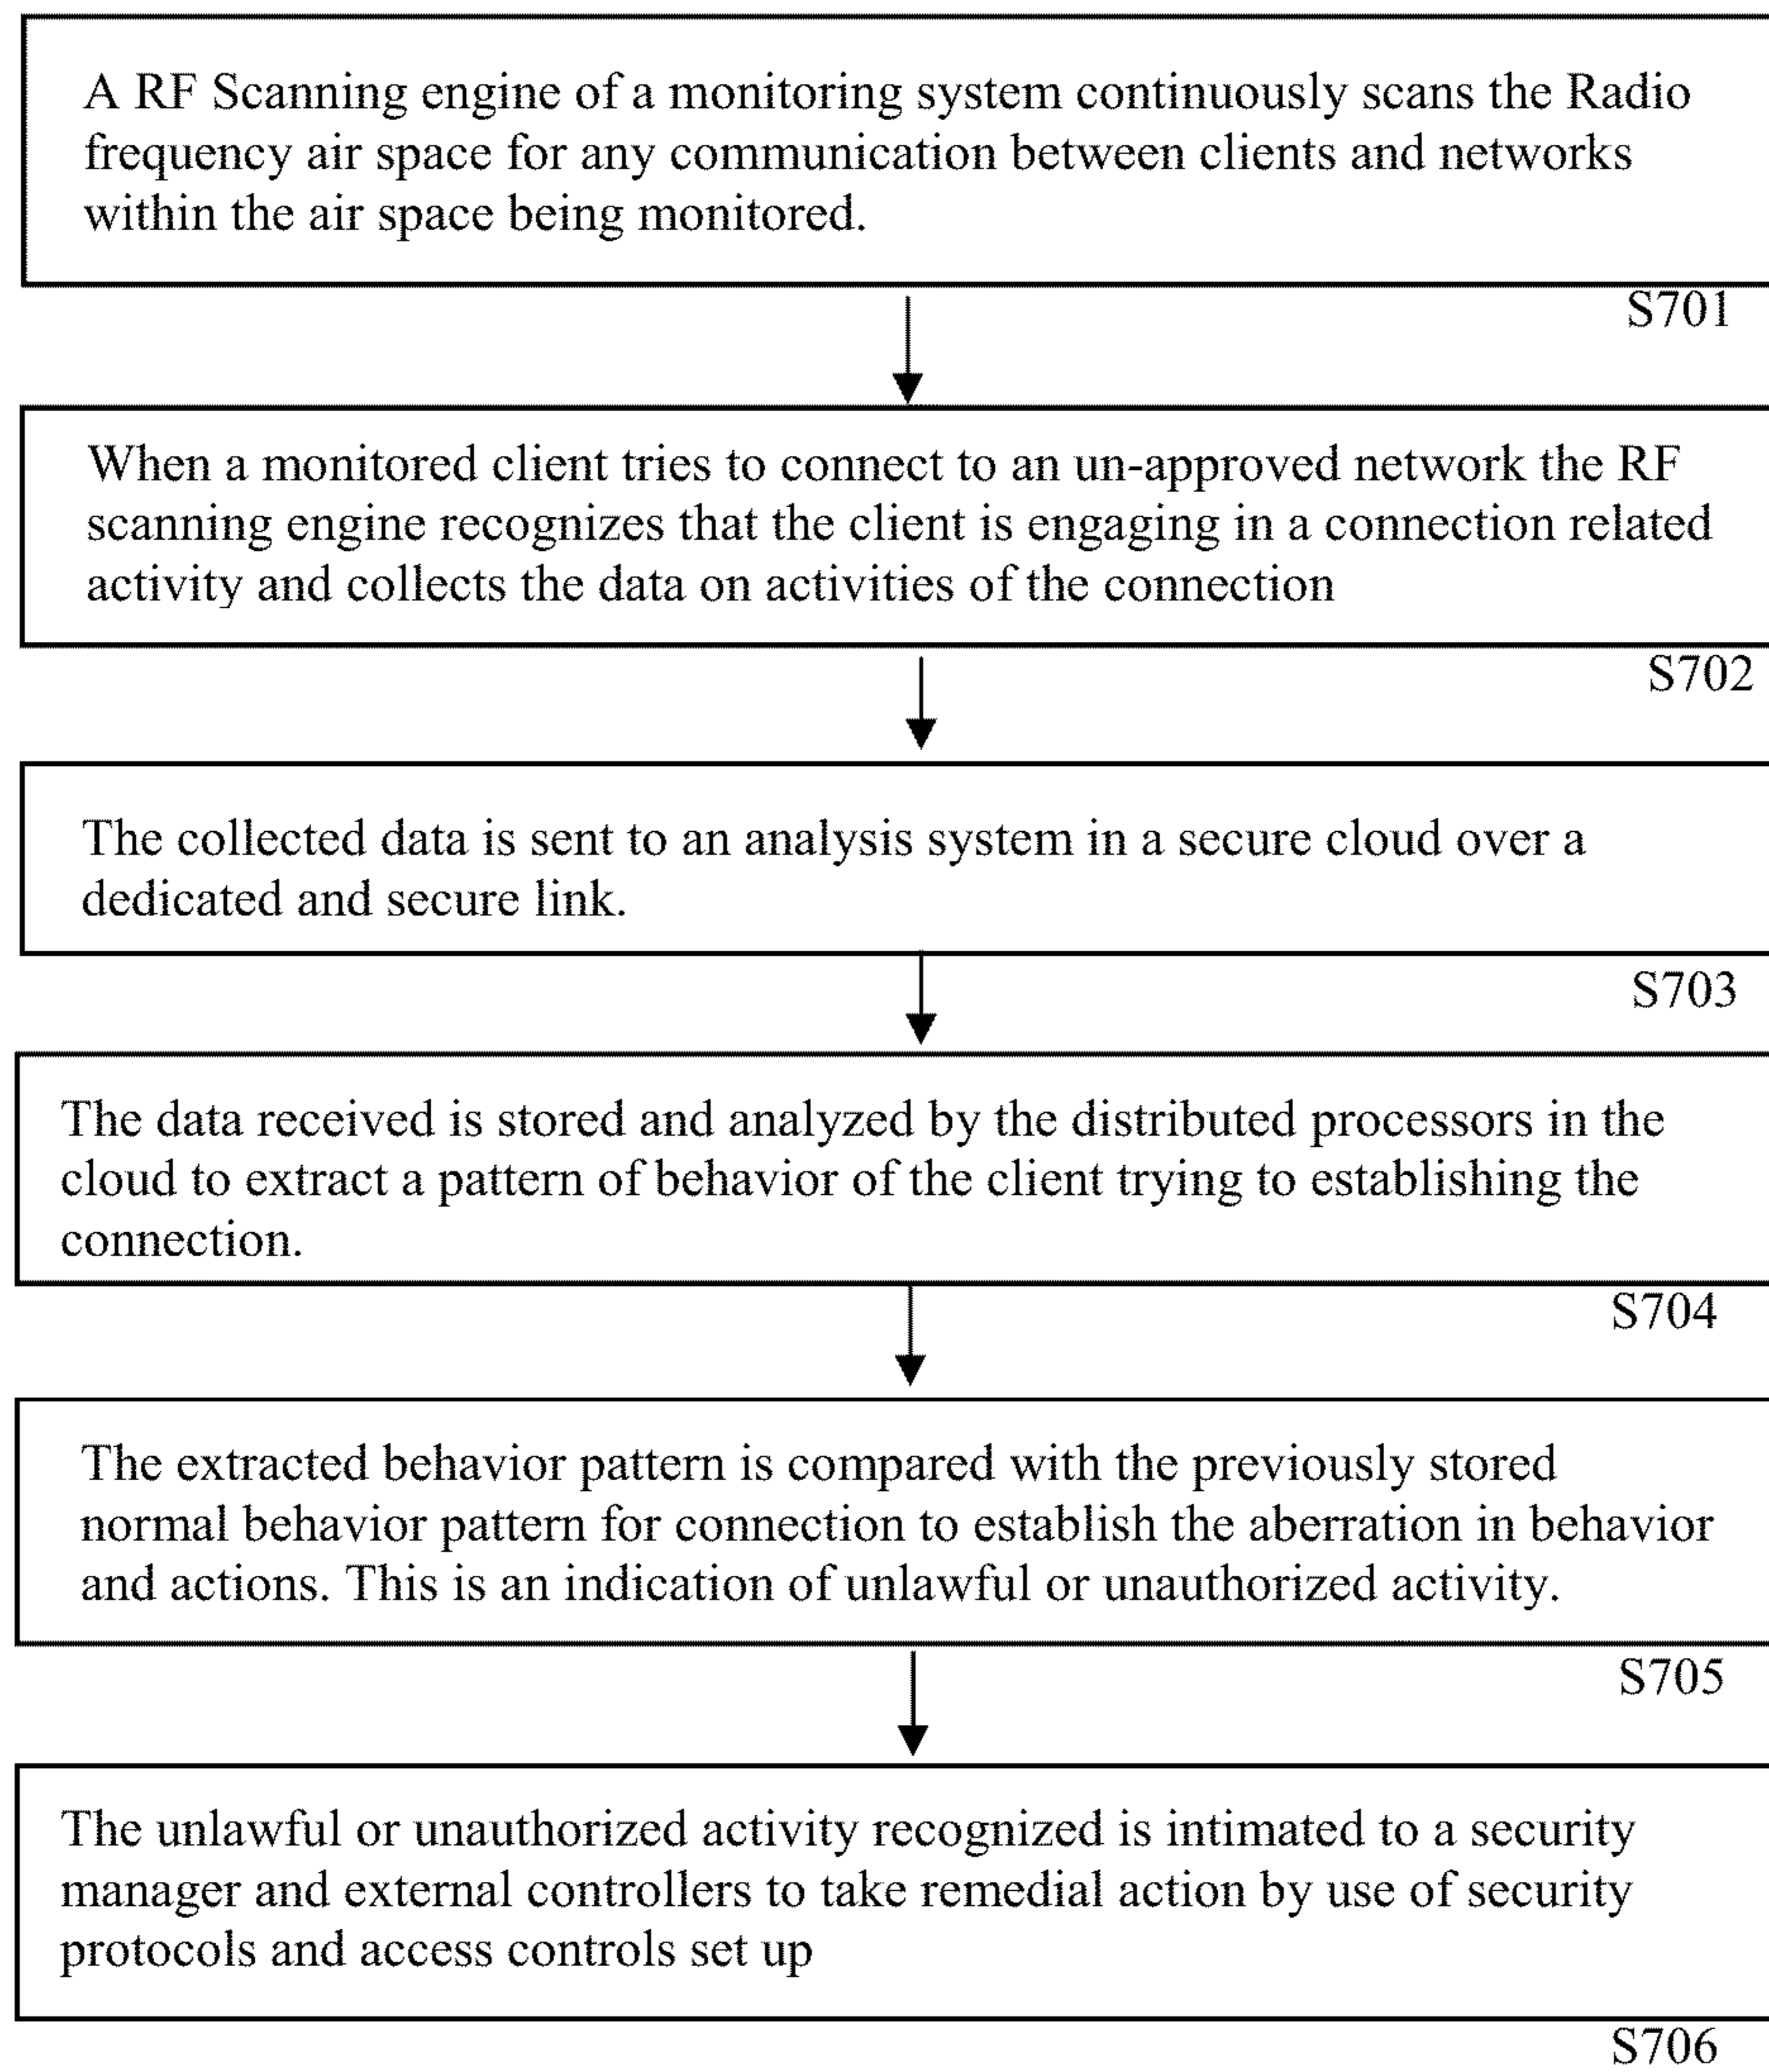 A RF Scanning engine of a monitoring system continuously scans the Radio
frequency air space for any communication between clients and networks
within the air space being monitored.
S701
When a monitored client tries to connect to an un-approved network the RF
scanning engine recognizes that the client is engaging in a connection related
activity and collects the data on activities of the connection
S702
The collected data is sent to an analysis system in a secure cloud over a
dedicated and secure link.
S703
The data received is stored and analyzed by the distributed processors in the
cloud to extract a pattern of behavior of the client trying to establishing the
connection.
S704
The extracted behavior pattern is compared with the previously stored
normal behavior pattern for connection to establish the aberration in behavior
and actions. This is an indication of unlawful or unauthorized activity.
S705
The unlawful or unauthorized activity recognized is intimated to a security
manager and external controllers to take remedial action by use of security
protocols and access controls set up
S706